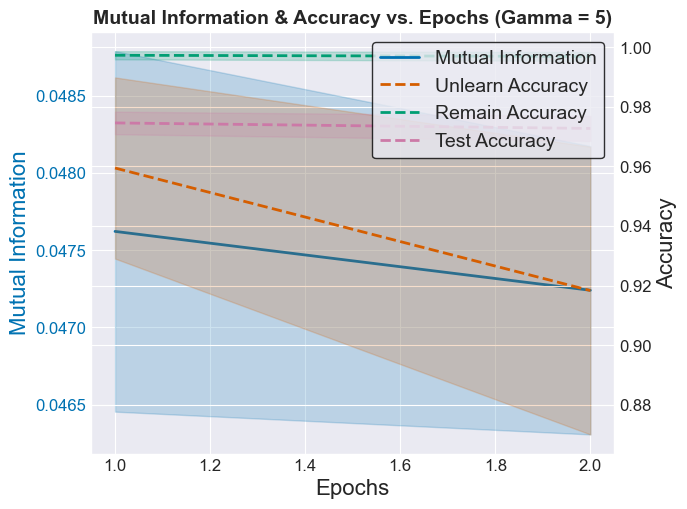 Mutual Information & Accuracy vs. Epochs (Gamma = 5)
Mutual Information
Unlearn Accuracy
Remain Accuracy
Test Accuracy
0.0485
0.0480
0.0475
0.0470
0.0465
Mutual Information
1.00
0.98
0.96
0.94
0.92
0.90
0.88
Accuracy
1.0 1.2 1.4 1.6 1.8 2.0
Epochs